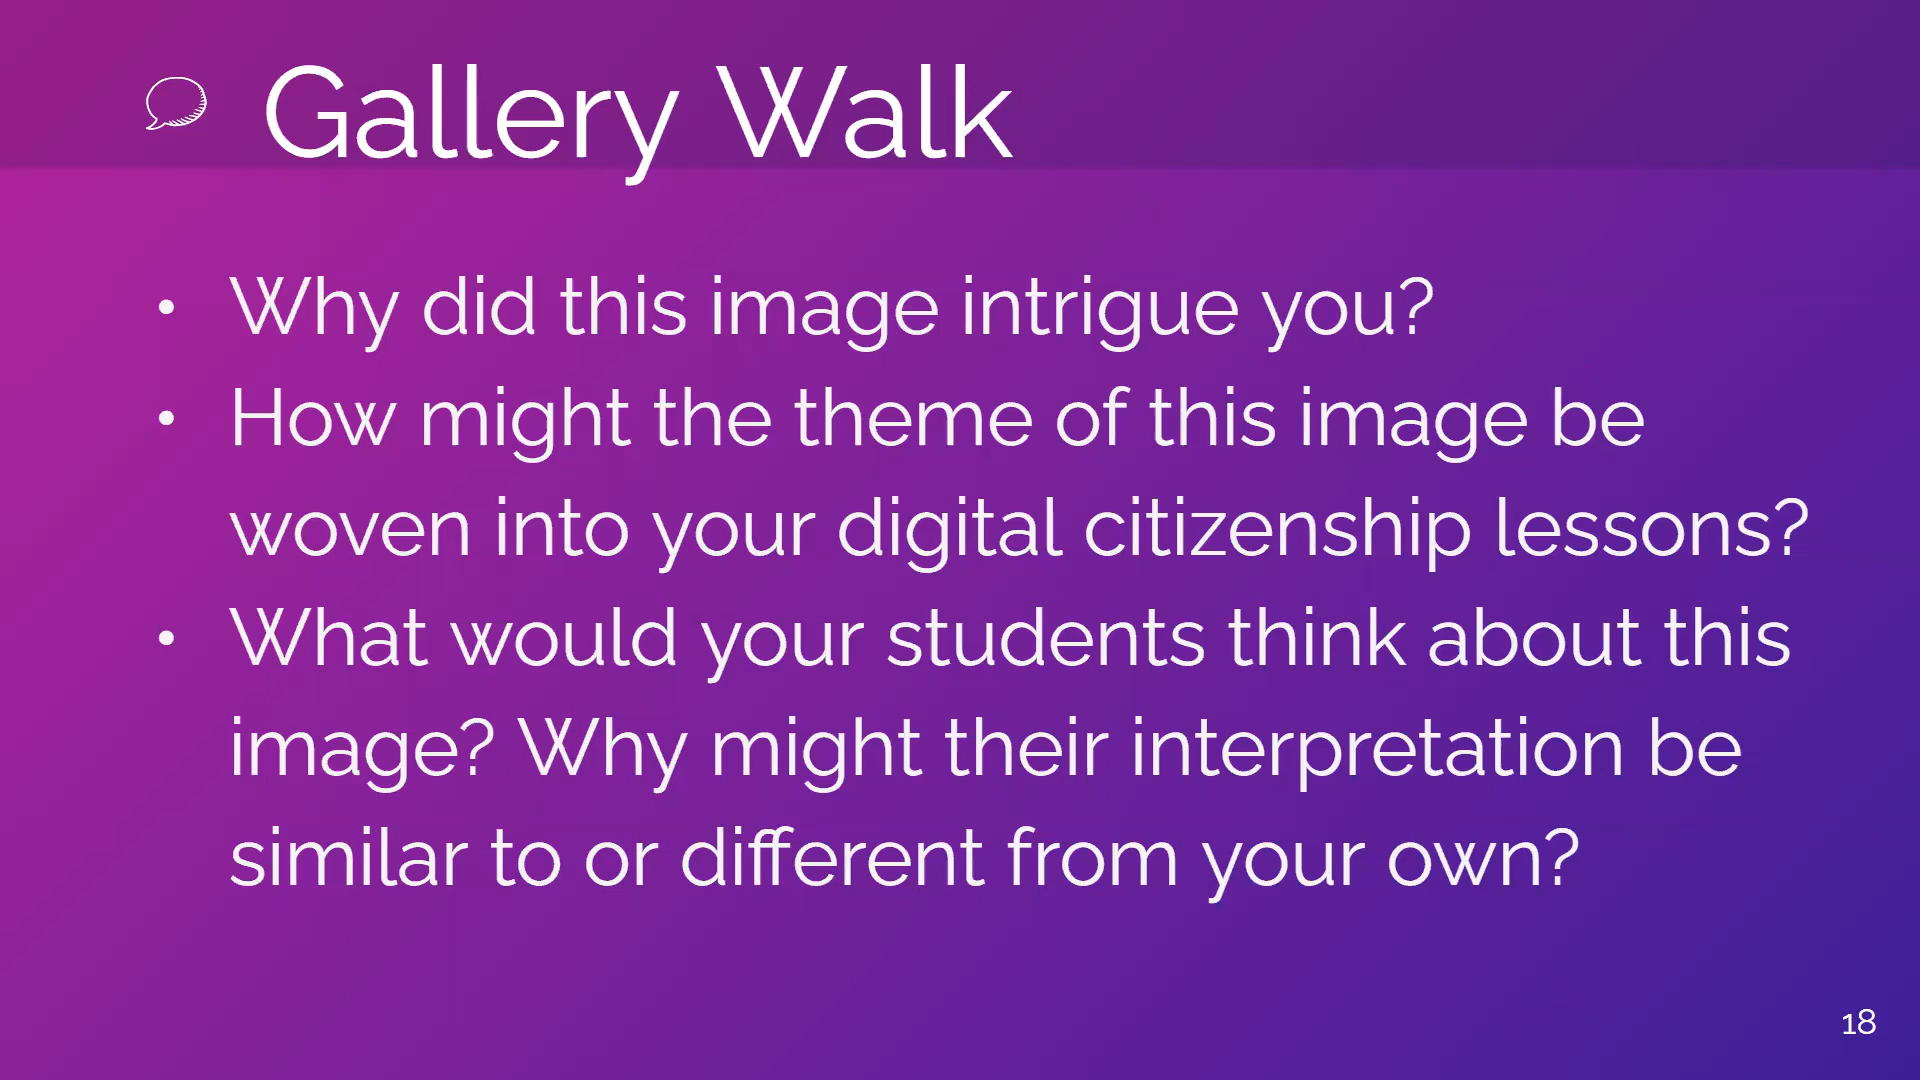 Gallery Walk
• Why did this image intrigue you?
• How might the theme of this image be
woven into your digital citizenship lessons?
• What would your students think about this
image? Why might their interpretation be
similar to or different from your own?
18